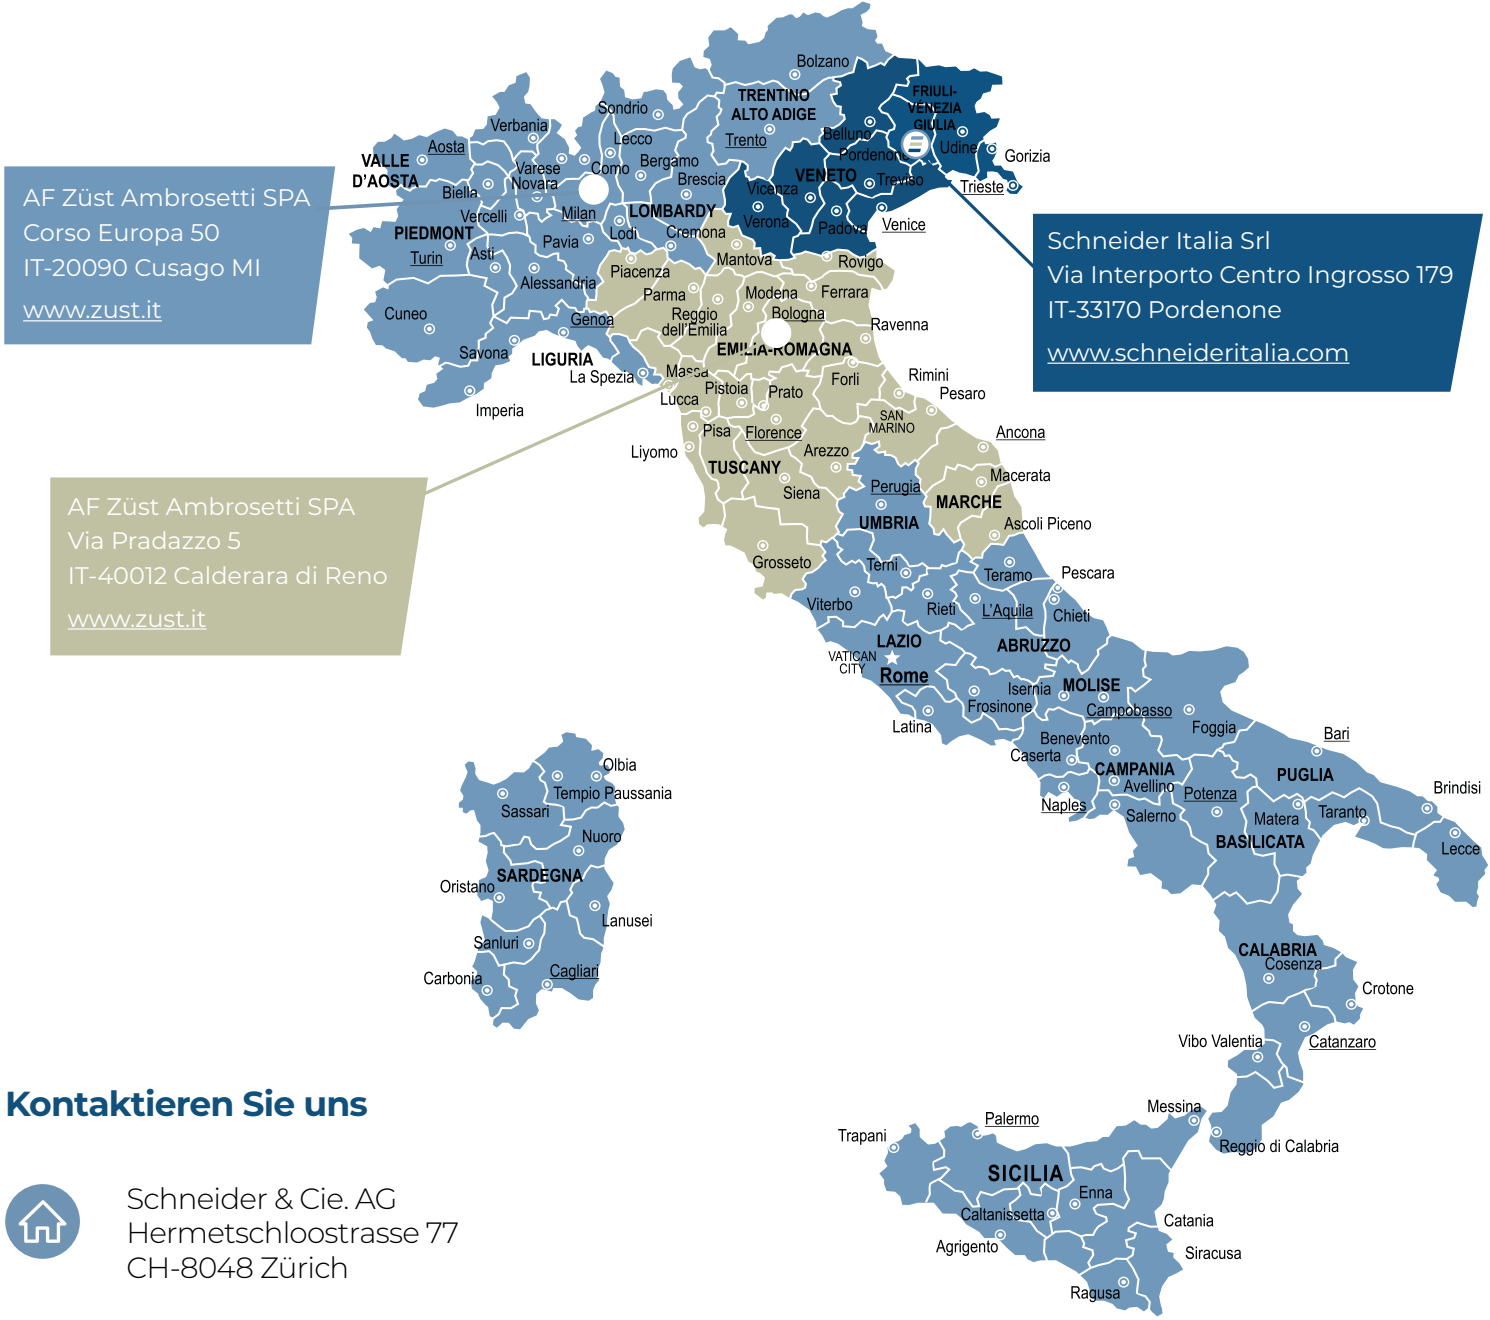 Bolzano
TRENTINO
ALTO ADIGE
Trento
FRIULI-
VENEZIA
GIULIA
Belluno
Udine
Pordenone
Gorizia
Trieste
VENETO
Treviso
Vicenza
Verona
Padova
Venice
Rovigo
Sondrio
Lecco
Verbania
Varese
Como
Bergamo
Brescia
Aosta
VALLE
D'AOSTA
Biella
Novara
Milan
LOMBARDY
Vercelli
Lodi
Cremona
Pavia
PIEDMONT
Turin
Asti
Alessandria
Mantova
Cuneo
Genoa
Savona
LIGURIA
La Spezia
Imperia
Piacenza
Parma
Modena
Ferrara
Reggio
dell'Emilia
Bologna
Ravenna
EMILIA-ROMAGNA
Forli
Rimini
Pesaro
AF Züst Ambrosetti SPA
Corso Europa 50
IT-20090 Cusago MI
www.zust.it
Schneider Italia Srl
Via Interporto Centro Ingrosso 179
IT-33170 Pordenone
www.schneideritalia.com
Massa
Pistoia
Prato
Lucca
Pisa
Florence
SAN
MARINO
Ancona
Liyomo
Arezzo
TUSCANY
Siena
Macerata
MARCHE
Ascoli Piceno
Perugia
UMBRIA
Grosseto
Terni
AF Züst Ambrosetti SPA
Via Pradazzo 5
IT-40012 Calderara di Reno
www.zust.it
Teramo
Pescara
Viterbo
Rieti
L'Aquila
Chieti
LAZIO
ABRUZZO
VATICAN
CITY
Rome
Isernia
MOLISE
Frosinone
Campobasso
Latina
Foggia
Benevento
Caserta
Bari
CAMPANIA
Avellino
Potenza
PUGLIA
Naples
Salerno
Matera
Taranto
Brindisi
BASILICATA
Lecce
Olbia
Tempio Paussania
Sassari
Nuoro
SARDEGNA
Oristano
Lanusei
Sanluri
Cagliari
Carbonia
CALABRIA
Cosenza
Crotone
Vibo Valentia
Catanzaro
Messina
Reggio di Calabria
Palermo
Trapani
SICILIA
Enna
Caltanissetta
Catania
Agrigento
Siracusa
Ragusa
Kontaktieren Sie uns
Schneider & Cie. AG
Hermetschloostrasse 77
CH-8048 Zürich